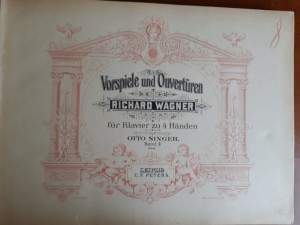 Vorspiele und Ouvertüren
RICHARD WAGNER
für Klavier zu 4 Händen
OTTO SINGER.
Band I
LEIPZIG
C. F. PETERS.